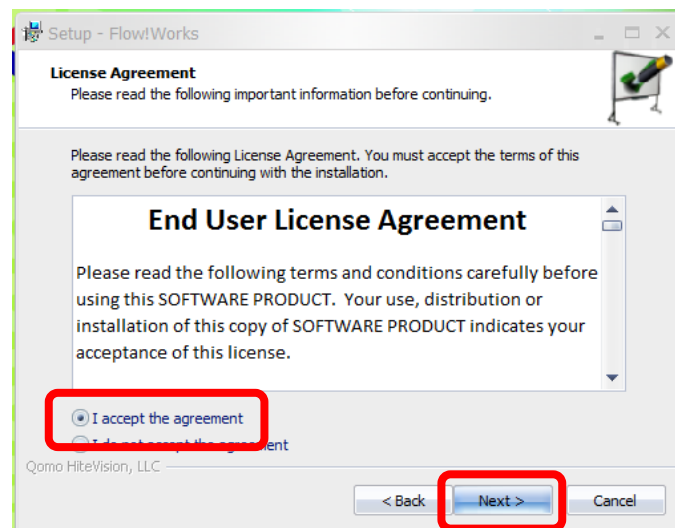 Setup - Flow!Works
License Agreement
Please read the following important information before continuing.
Please read the following License Agreement. You must accept the terms of this
agreement before continuing with the installation.
End User License Agreement
Please read the following terms and conditions carefully before
using this SOFTWARE PRODUCT. Your use, distribution or
installation of this copy of SOFTWARE PRODUCT indicates your
acceptance of this license.
I accept the agreement
I do not accept the agreement
Qomo HiteVision, LLC
< Back Next > Cancel